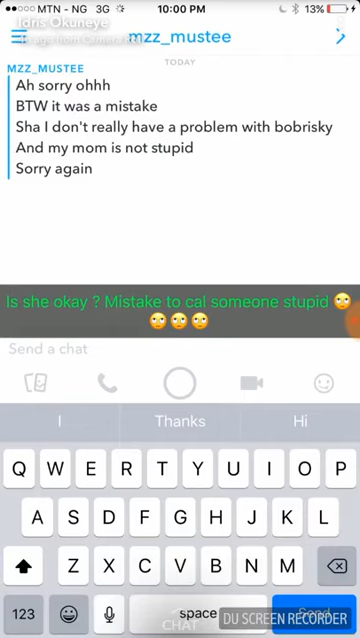 MTN - NG 3G 10:00 PM 13%
Idris Okuneye
mzz_mustee
TODAY
MZZ_MUSTEE
Ah sorry ohhh
BTW it was a mistake
Sha I don't really have a problem with bobrisky
And my mom is not stupid
Sorry again
Is she okay ? Mistake to cal someone stupid 🙄
🙄🙄🙄
Send a chat
I Thanks Hi
Q W E R T Y U I O P
A S D F G H J K L
Z X C V B N M
123 space Send
CHAT
DU SCREEN RECORDER